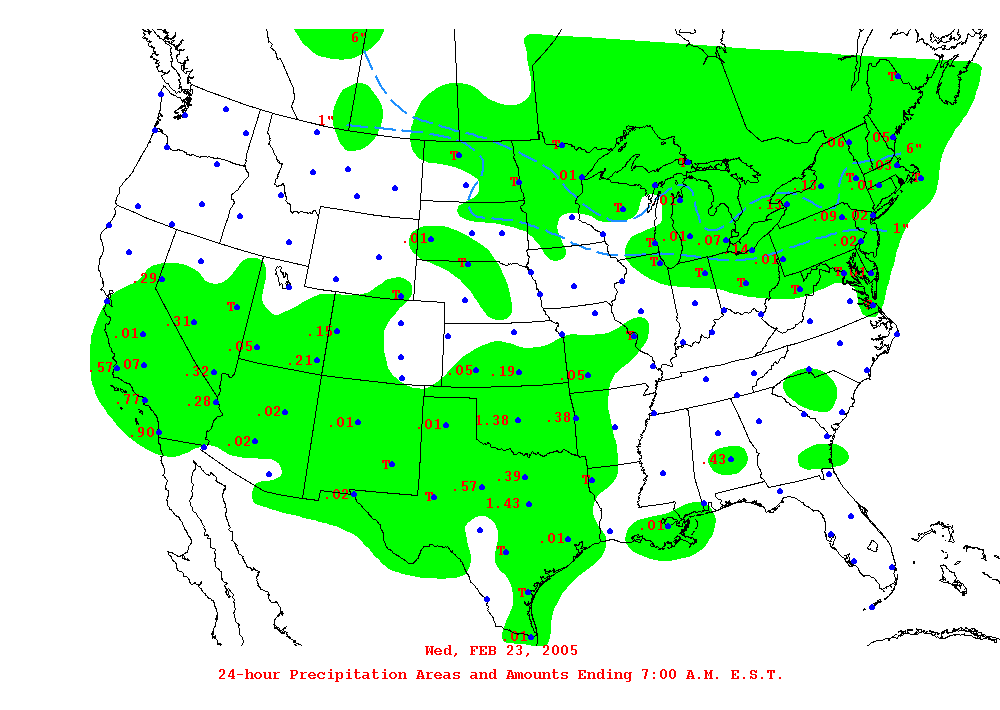 6"
1"
T
T
.06
.05
6"
T
.01
T
T
.03
T
.13
T
.01
T
T
.01
.13
.09
.02
1"
.01
T
.01
.07
.14
.02
T
T
.01
T
T
.01
.29
T
T
T
.31
.15
T
.01
.05
.21
.57
.07
.32
.05
.19
.05
.77
.28
.02
.01
.01
1.38
.38
.90
.02
T
.43
.02
T
.57
.39
T
1.43
.01
T
.01
T
.01
Wed, FEB 23, 2005
24-hour Precipitation Areas and Amounts Ending 7:00 A.M. E.S.T.